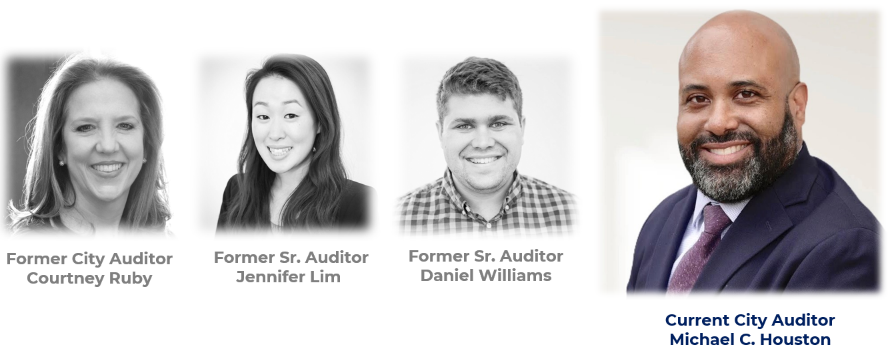 Former City Auditor
Courtney Ruby
Former Sr. Auditor
Jennifer Lim
Former Sr. Auditor
Daniel Williams
Current City Auditor
Michael C. Houston